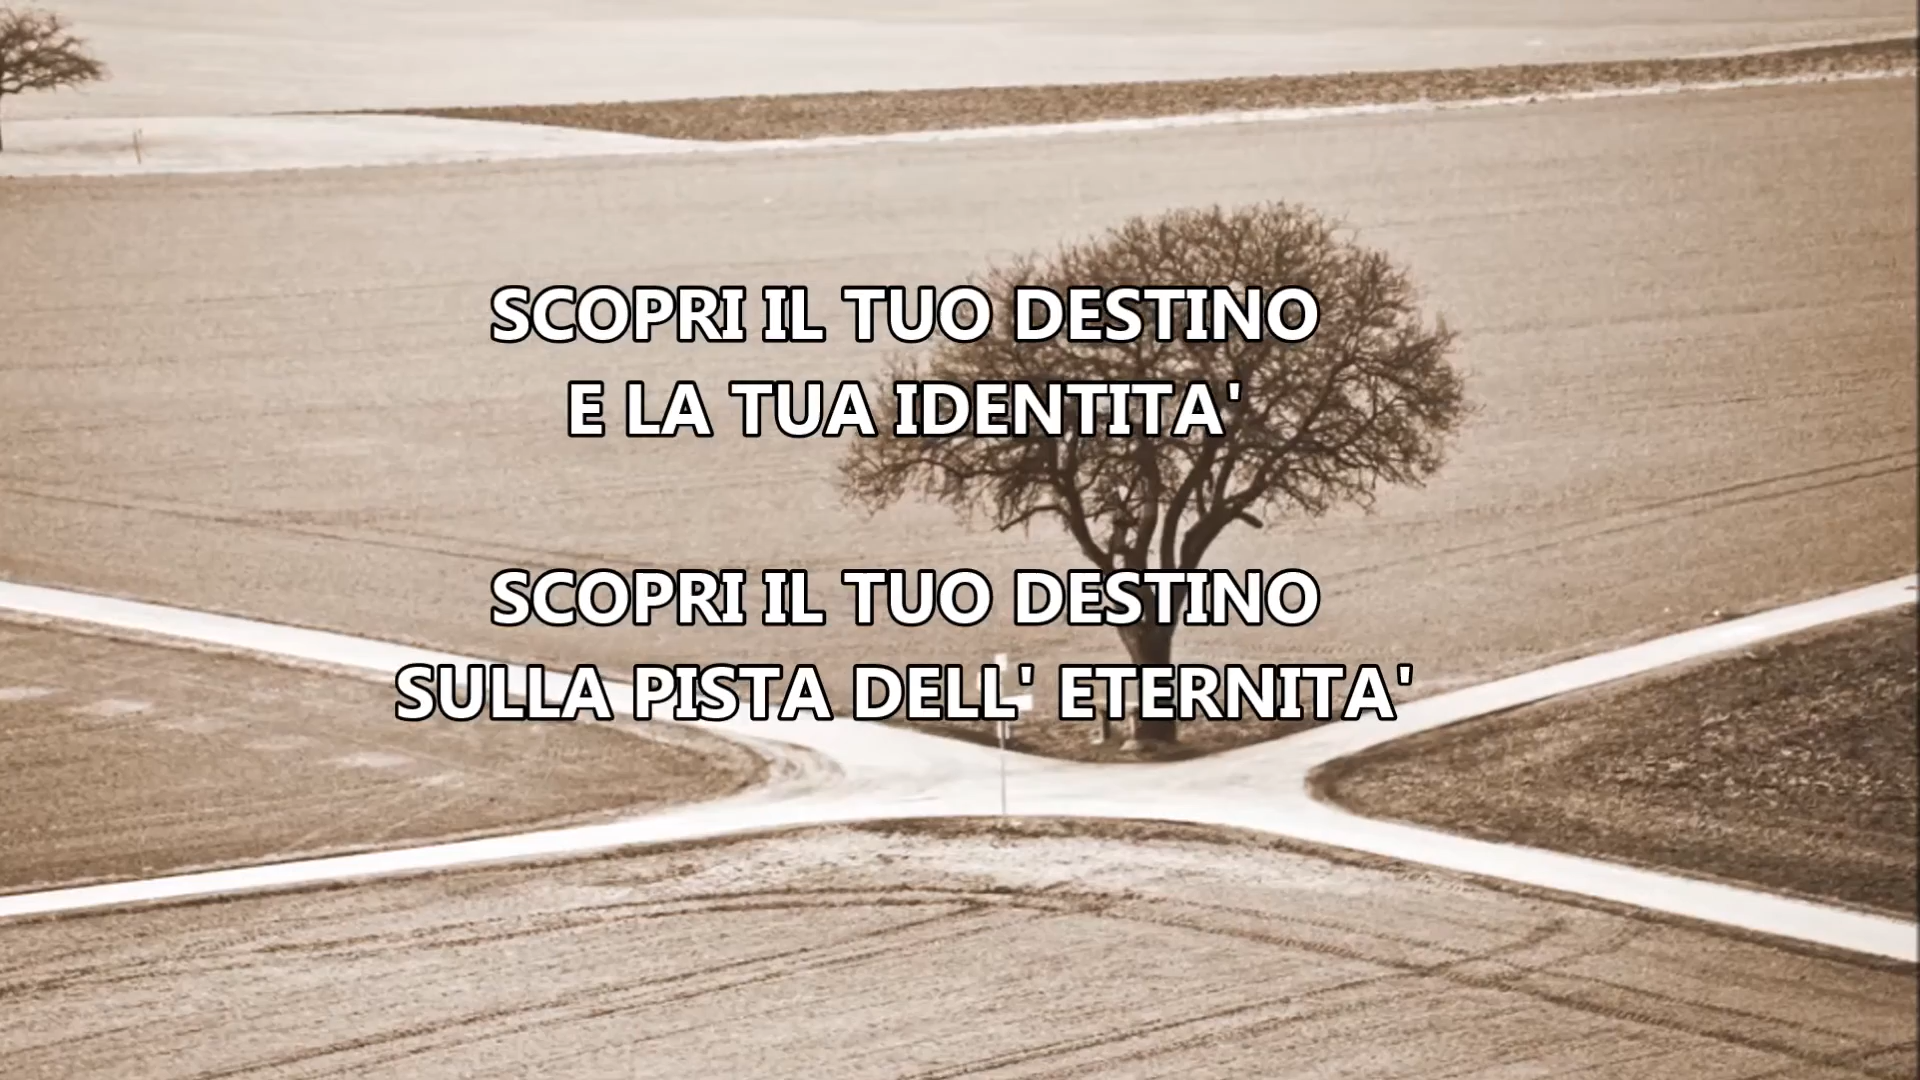 SCOPRI IL TUO DESTINO
E LA TUA IDENTITA'
SCOPRI IL TUO DESTINO
SULLA PISTA DELL' ETERNITA'